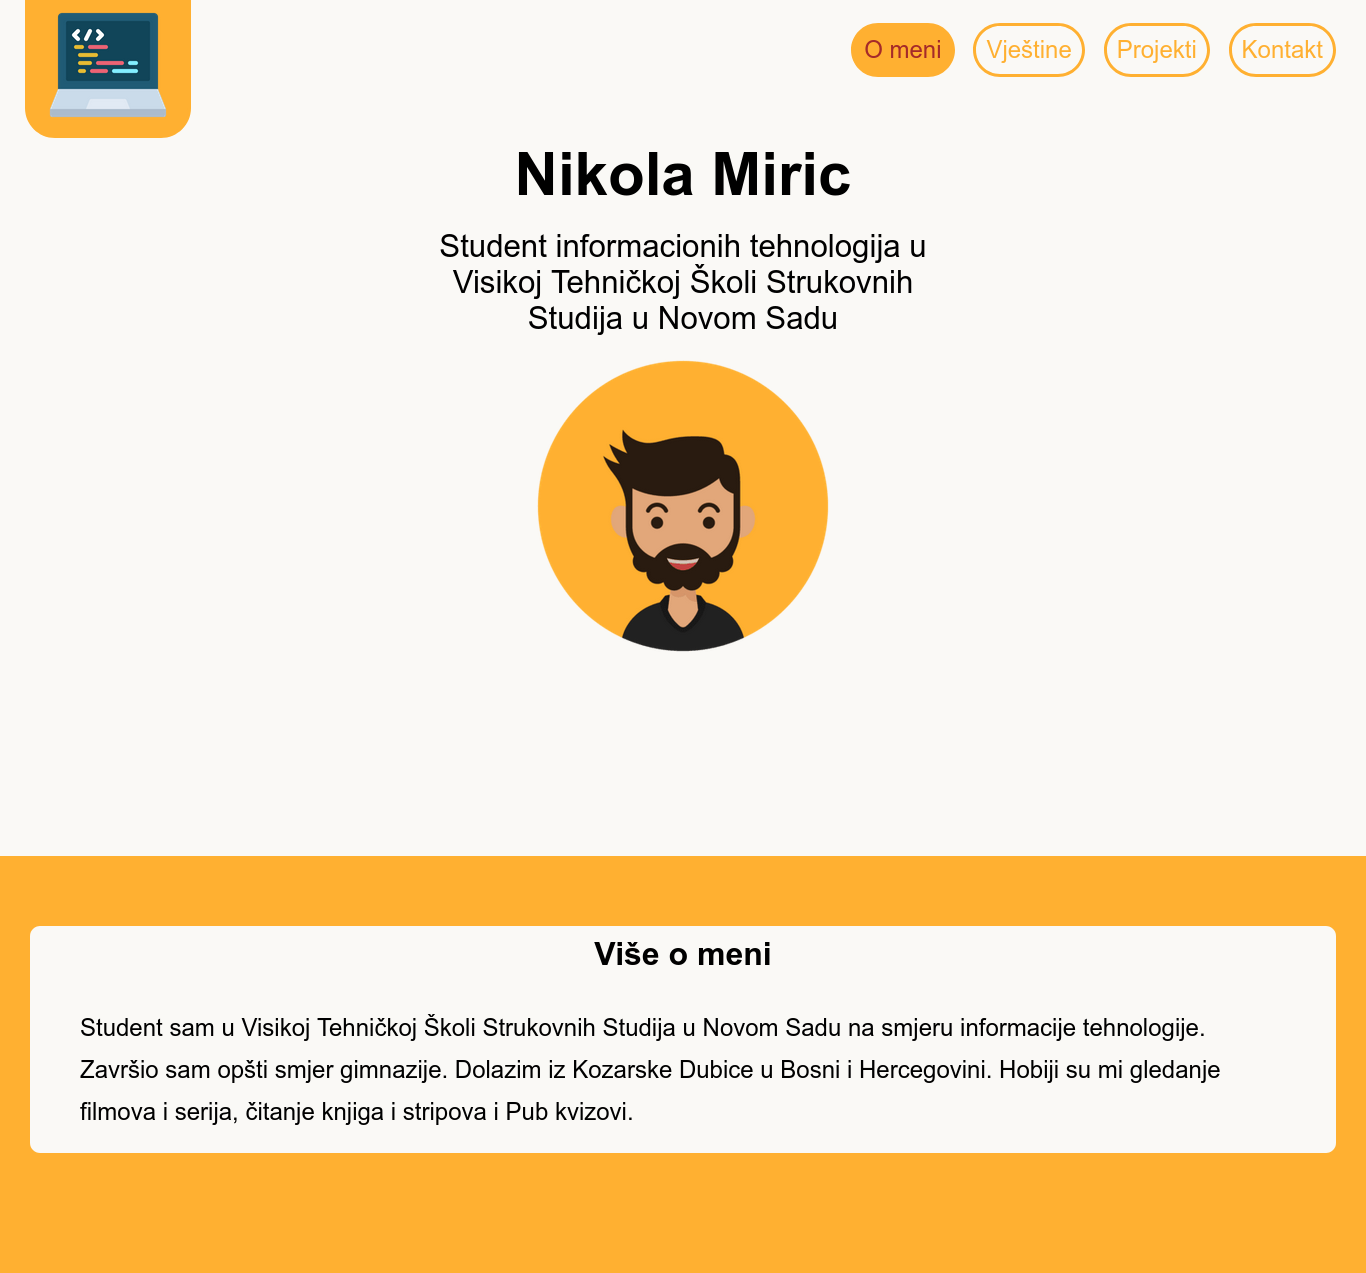 O meni
Vještine
Projekti
Kontakt
Nikola Miric
Student informacionih tehnologija u
Visikoj Tehničkoj Školi Strukovnih
Studija u Novom Sadu
Više o meni
Student sam u Visikoj Tehničkoj Školi Strukovnih Studija u Novom Sadu na smjeru informacije tehnologije.
Završio sam opšti smjer gimnazije. Dolazim iz Kozarske Dubice u Bosni i Hercegovini. Hobiji su mi gledanje
filmova i serija, čitanje knjiga i stripova i Pub kvizovi.